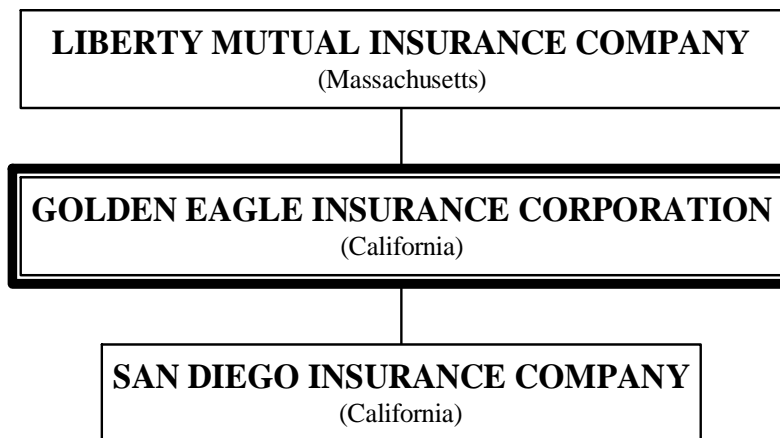 LIBERTY MUTUAL INSURANCE COMPANY
(Massachusetts)
GOLDEN EAGLE INSURANCE CORPORATION
(California)
SAN DIEGO INSURANCE COMPANY
(California)